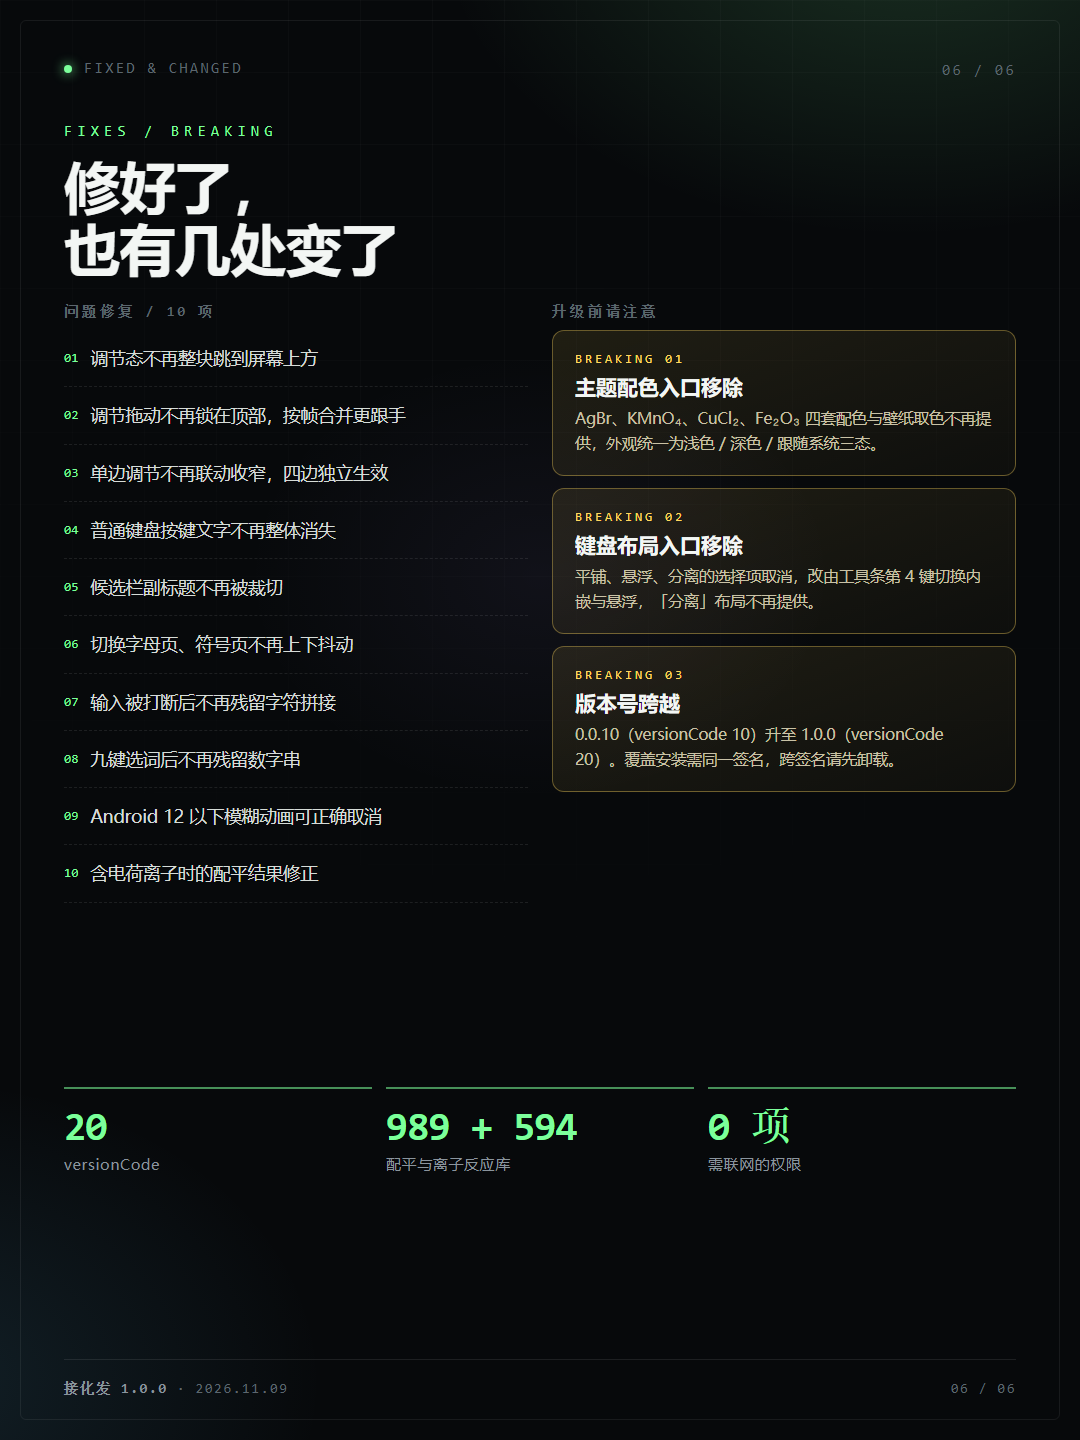 FIXED & CHANGED
06 / 06
FIXES / BREAKING
修好了，
也有几处变了
问题修复 / 10 项
01 调节态不再整块跳到屏幕上方
02 调节拖动不再锁在顶部，按帧合并更跟手
03 单边调节不再联动收窄，四边独立生效
04 普通键盘按键文字不再整体消失
05 候选栏副标题不再被裁切
06 切换字母页、符号页不再上下抖动
07 输入被打断后不再残留字符拼接
08 九键选词后不再残留数字串
09 Android 12 以下模糊动画可正确取消
10 含电荷离子时的配平结果修正
升级前请注意
BREAKING 01
主题配色入口移除
AgBr、KMnO₄、CuCl₂、Fe₂O₃ 四套配色与壁纸取色不再提
供，外观统一为浅色 / 深色 / 跟随系统三态。
BREAKING 02
键盘布局入口移除
平铺、悬浮、分离的选择项取消，改由工具条第 4 键切换内
嵌与悬浮，「分离」布局不再提供。
BREAKING 03
版本号跨越
0.0.10（versionCode 10）升至 1.0.0（versionCode
20）。覆盖安装需同一签名，跨签名请先卸载。
20
versionCode
989 + 594
配平与离子反应库
0 项
需联网的权限
接化发 1.0.0 · 2026.11.09
06 / 06